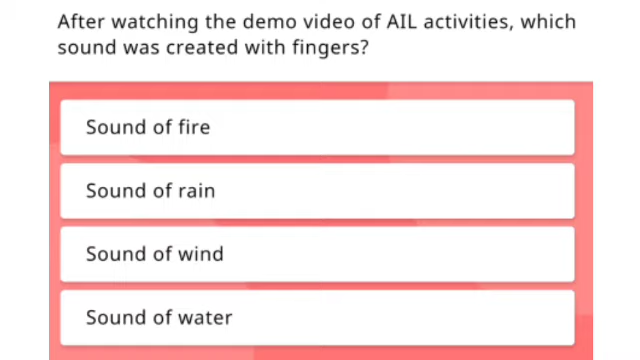 After watching the demo video of AIL activities, which
sound was created with fingers?
Sound of fire
Sound of rain
Sound of wind
Sound of water